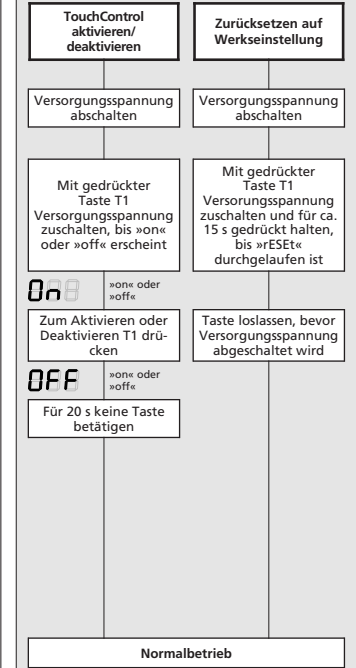 TouchControl
aktivieren/
deaktivieren
Versorgungsspannung
abschalten
Mit gedrückter
Taste T1
Versorgungsspannung
zuschalten, bis »on«
oder »off« erscheint
On
»on« oder
»off«
Zum Aktivieren oder
Deaktivieren T1 drü-
cken
OFF
»on« oder
»off«
Für 20 s keine Taste
betätigen
Zurücksetzen auf
Werkseinstellung
Versorgungsspannung
abschalten
Mit gedrückter
Taste T1
Versorungsspannung
zuschalten und für ca.
15 s gedrückt halten,
bis »rESEt«
durchgelaufen ist
Taste loslassen, bevor
Versorgungsspannung
abgeschaltet wird
Normalbetrieb